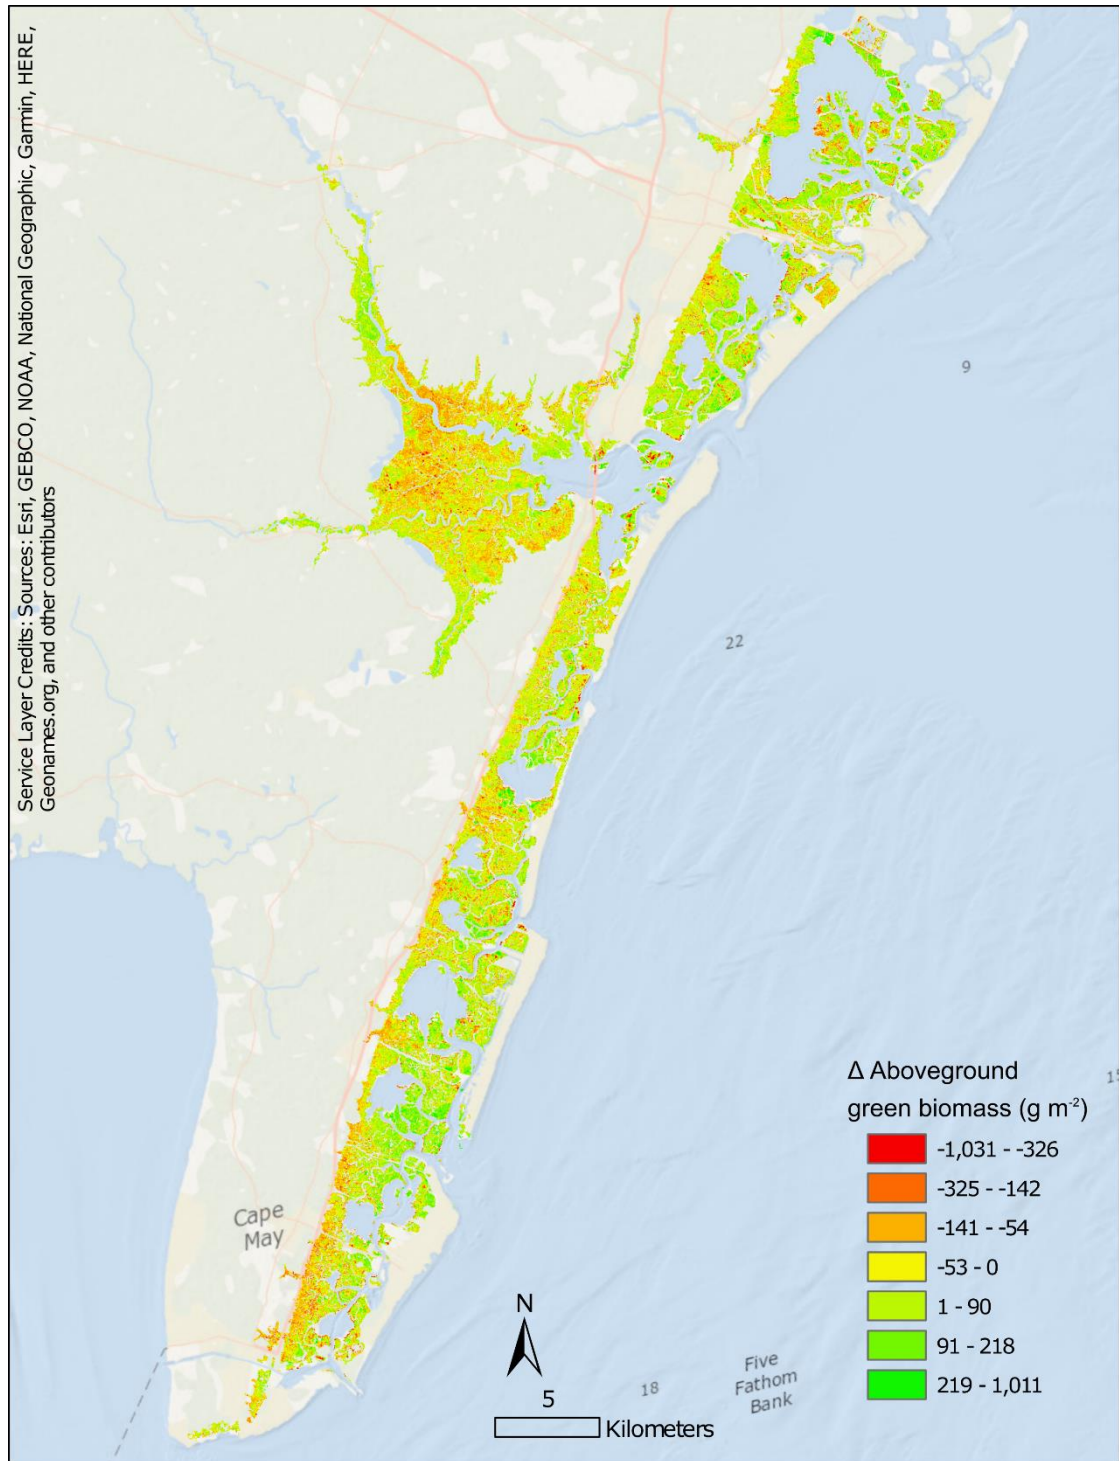 Service Layer Credits: Sources: Esri, GEBCO, NOAA, National Geographic, Garmin, HERE,
Geonames.org, and other contributors
9
22
15
Cape
May
Δ Aboveground
green biomass (g m⁻²)
-1,031 - -326
-325 - -142
-141 - -54
-53 - 0
1 - 90
91 - 218
219 - 1,011
N
5
Kilometers
18
Five
Fathom
Bank